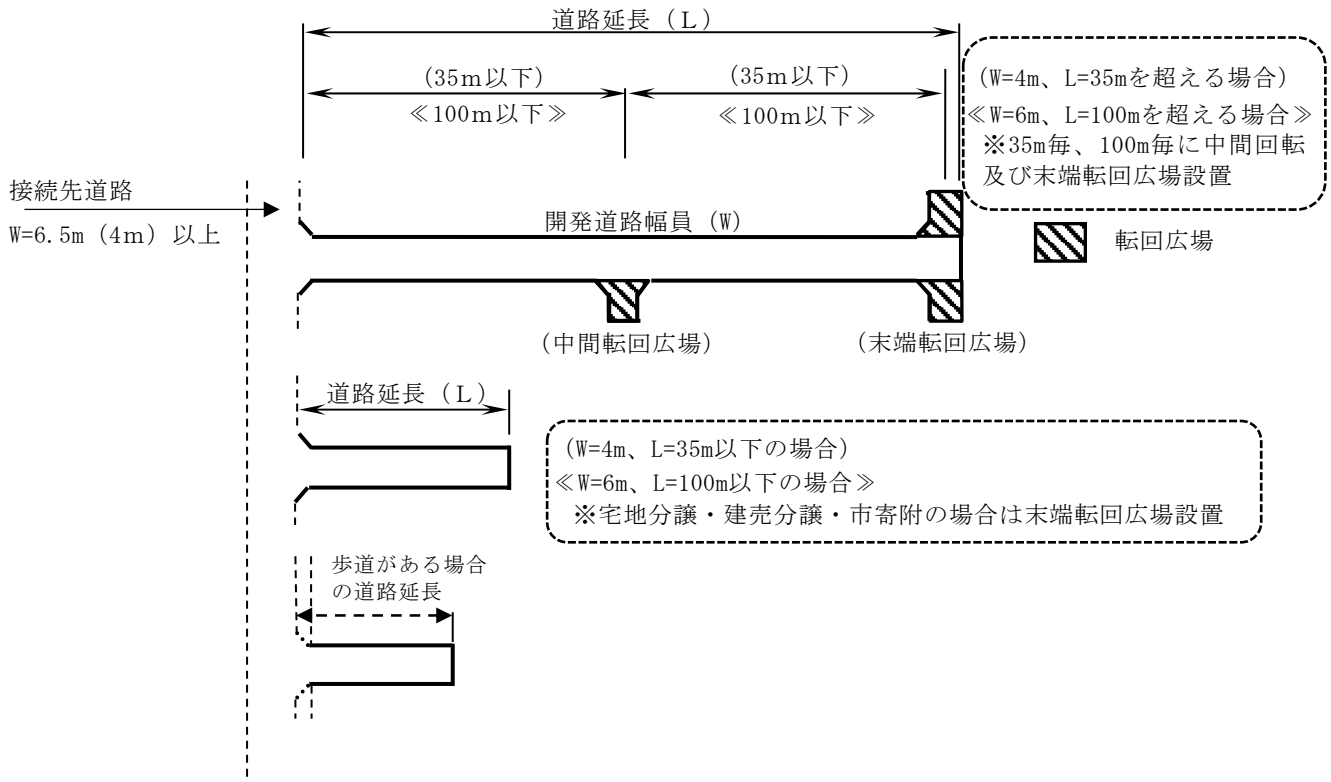 道路延長（Ｌ）
(35m以下)
(35m以下)
≪100m以下≫
≪100m以下≫
(W=4m、L=35mを超える場合)
≪W=6m、L=100mを超える場合≫
※35m毎、100m毎に中間回転
及び末端転回広場設置
接続先道路
W=6.5m（4m）以上
開発道路幅員（W）
転回広場
（中間転回広場）
（末端転回広場）
道路延長（Ｌ）
(W=4m、L=35m以下の場合)
≪W=6m、L=100m以下の場合≫
※宅地分譲・建売分譲・市寄附の場合は末端転回広場設置
歩道がある場合
の道路延長